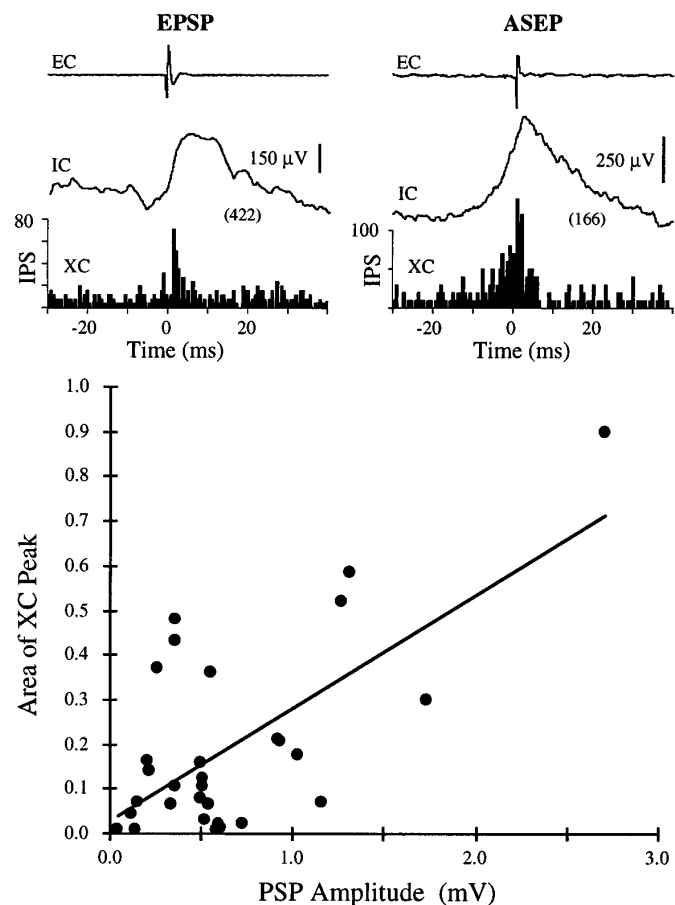 EPSP
ASEP
EC
EC
IC
150 μV
IC
250 μV
(422)
(166)
80
IPS
XC
100
IPS
XC
-20 0 20
Time (ms)
-20 0 20
Time (ms)
1.0
0.9
0.8
0.7
0.6
0.5
0.4
0.3
0.2
0.1
0.0
Area of XC Peak
0.0 1.0 2.0 3.0
PSP Amplitude (mV)